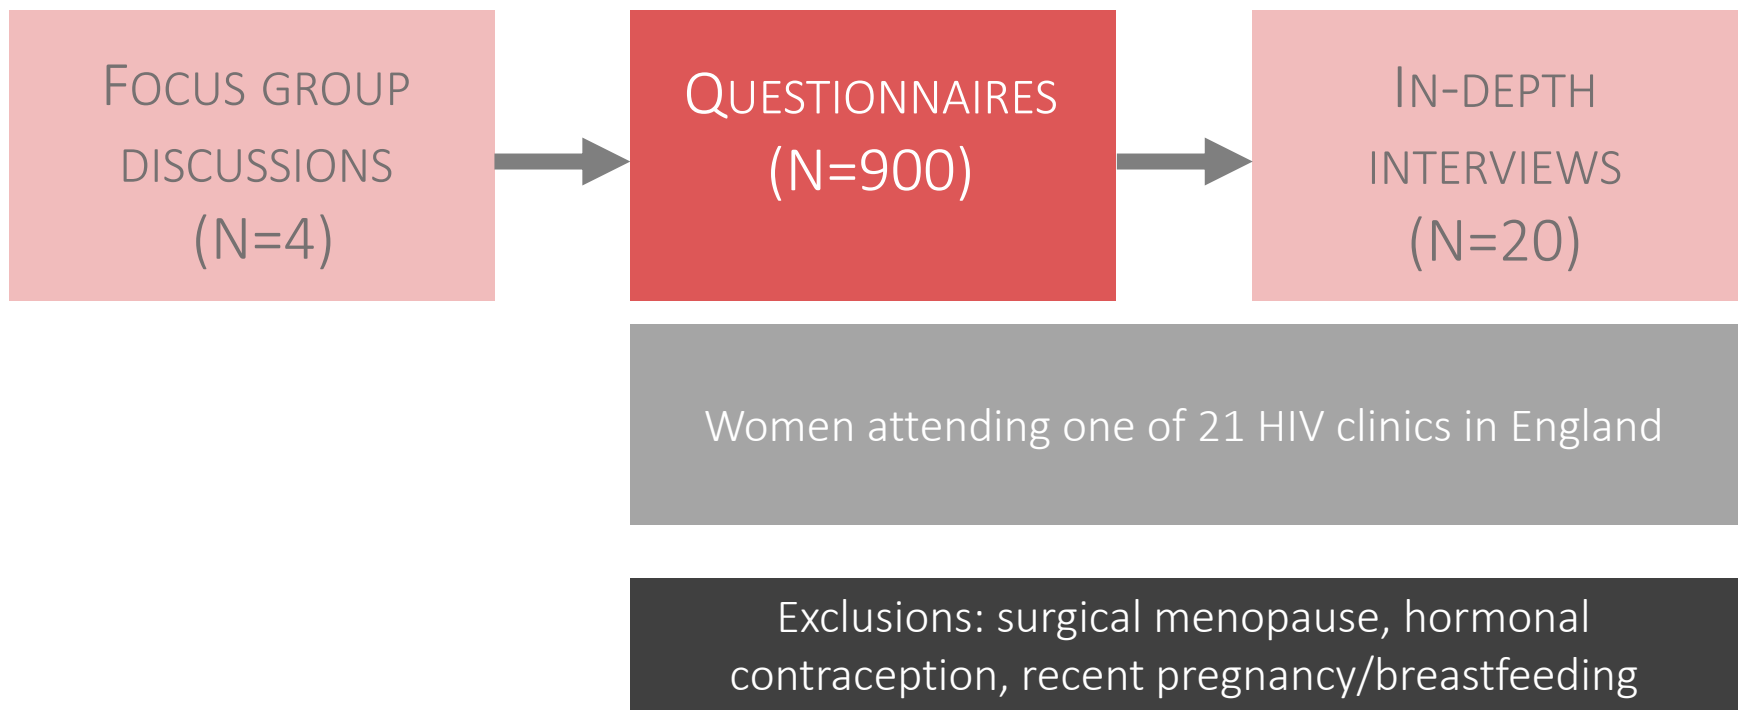 FOCUS GROUP
DISCUSSIONS
(N=4)
QUESTIONNAIRES
(N=900)
IN-DEPTH
INTERVIEWS
(N=20)
Women attending one of 21 HIV clinics in England
Exclusions: surgical menopause, hormonal
contraception, recent pregnancy/breastfeeding